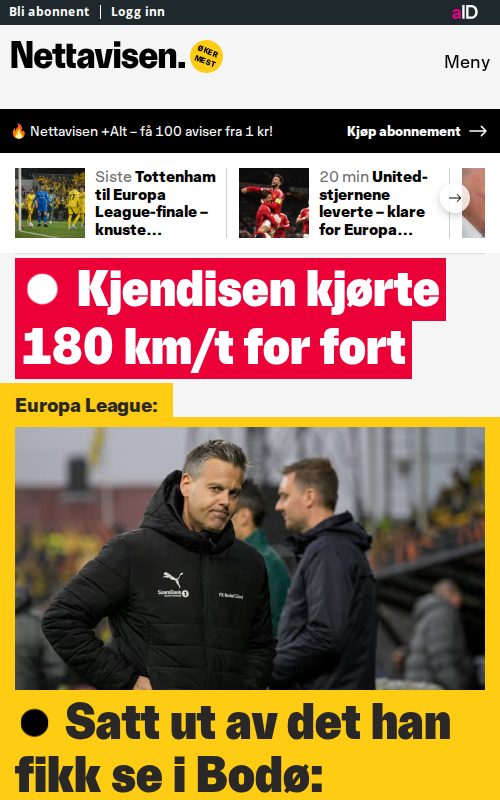 Bli abonnent | Logg inn
aID
Nettavisen.
ØKER
MEST
Meny
🔥 Nettavisen +Alt – få 100 aviser fra 1 kr!
Kjøp abonnement →
Siste Tottenham
til Europa
League-finale –
knuste...
20 min United-
stjernene
leverte – klare
for Europa...
Kjendisen kjørte
180 km/t for fort
Europa League:
SpareBank 1
FK Bodø/Glimt
Satt ut av det han
fikk se i Bodø: